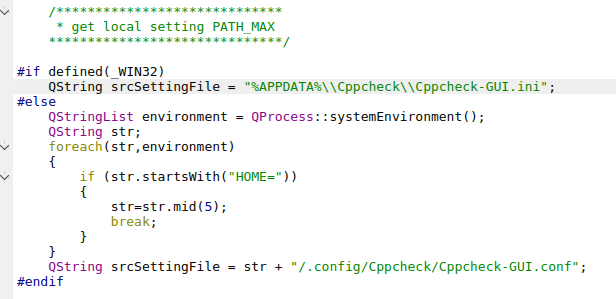 /*****************************
* get local setting PATH_MAX
******************************/
#if defined(_WIN32)
QString srcSettingFile = "%APPDATA%\\Cppcheck\\Cppcheck-GUI.ini";
#else
QStringList environment = QProcess::systemEnvironment();
QString str;
foreach(str,environment)
{
if (str.startsWith("HOME="))
{
str=str.mid(5);
break;
}
}
QString srcSettingFile = str + "/.config/Cppcheck/Cppcheck-GUI.conf";
#endif